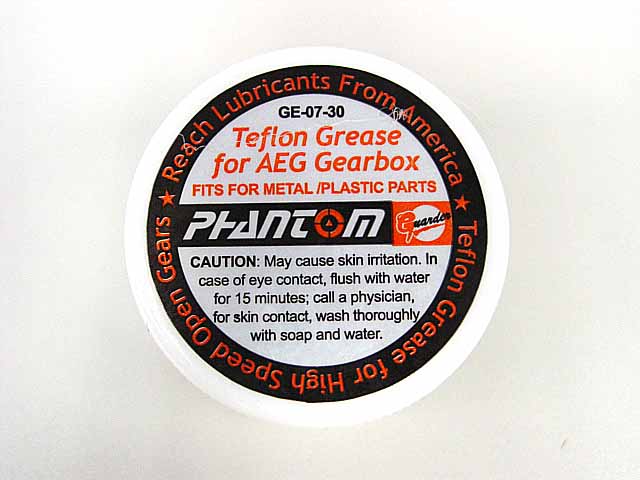 Reach Lubricants From America ★ Teflon Grease for High Speed Open Gears ★
GE-07-30
Teflon Grease
for AEG Gearbox
FITS FOR METAL /PLASTIC PARTS
PHANTOM
Guarder
CAUTION: May cause skin irritation. In
case of eye contact, flush with water
for 15 minutes; call a physician,
for skin contact, wash thoroughly
with soap and water.